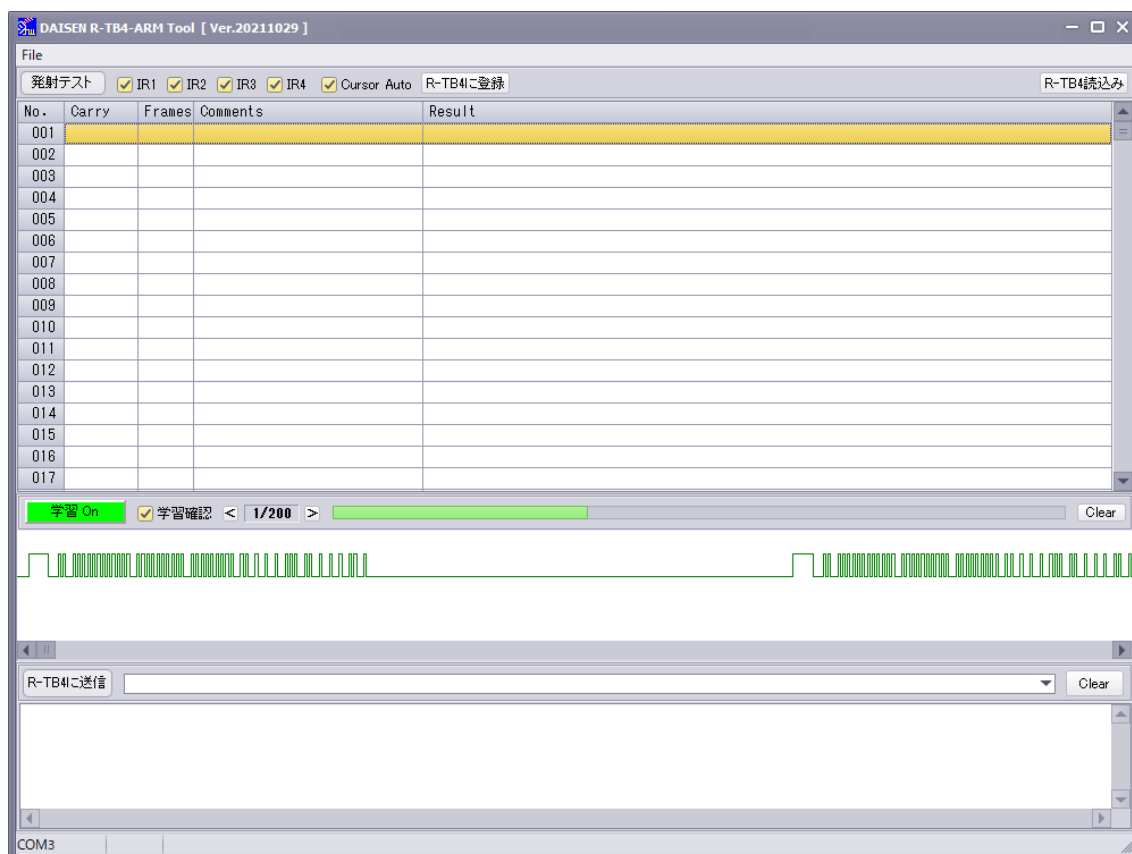 DAISEN R-TB4-ARM Tool [ Ver.20211029 ]
File
発射テスト IR1 IR2 IR3 IR4 Cursor Auto R-TB4に登録 R-TB4読込み
No. Carry Frames Comments Result
001
002
003
004
005
006
007
008
009
010
011
012
013
014
015
016
017
学習 On 学習確認 < 1/200 > Clear
R-TB4に送信 Clear
COM3